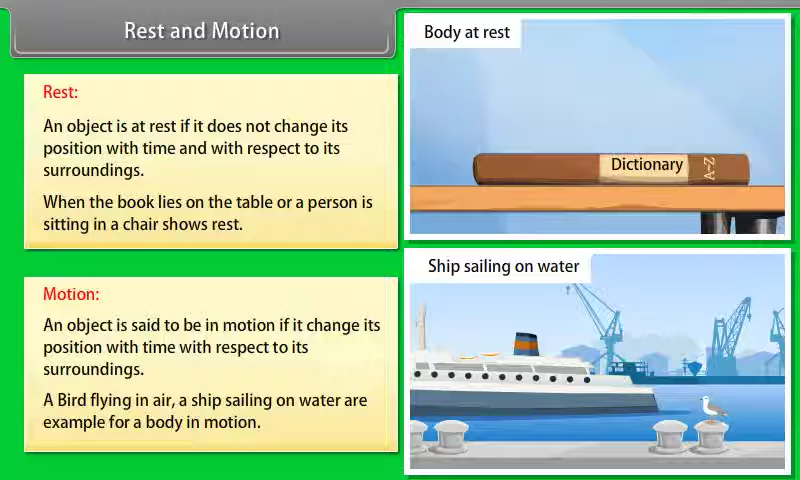 Rest and Motion
Rest:
An object is at rest if it does not change its
position with time and with respect to its
surroundings.
When the book lies on the table or a person is
sitting in a chair shows rest.
Motion:
An object is said to be in motion if it change its
position with time with respect to its
surroundings.
A Bird flying in air, a ship sailing on water are
example for a body in motion.
Body at rest
Dictionary
A-Z
Ship sailing on water